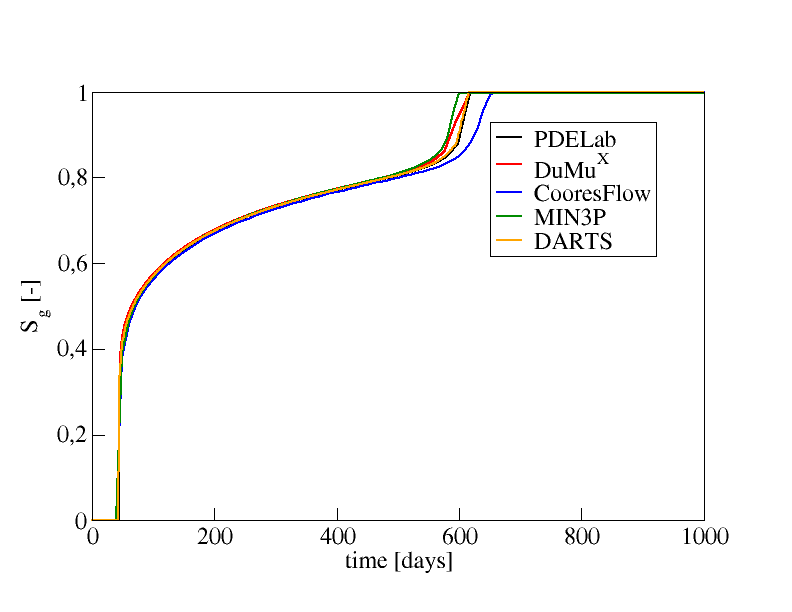 1
0,8
0,6
0,4
0,2
0
S_g [-]
0 200 400 600 800 1000
time [days]
PDELab
DuMu^X
CooresFlow
MIN3P
DARTS